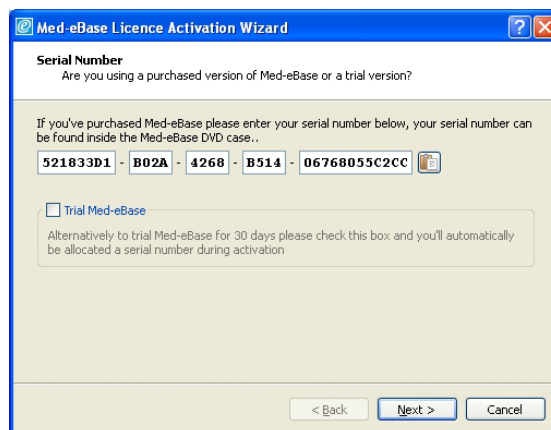 Med-eBase Licence Activation Wizard
Serial Number
Are you using a purchased version of Med-eBase or a trial version?
If you've purchased Med-eBase please enter your serial number below, your serial number can
be found inside the Med-eBase DVD case..
521833D1 - B02A - 4268 - B514 - 06768055C2CC
Trial Med-eBase
Alternatively to trial Med-eBase for 30 days please check this box and you'll automatically
be allocated a serial number during activation
< Back Next > Cancel